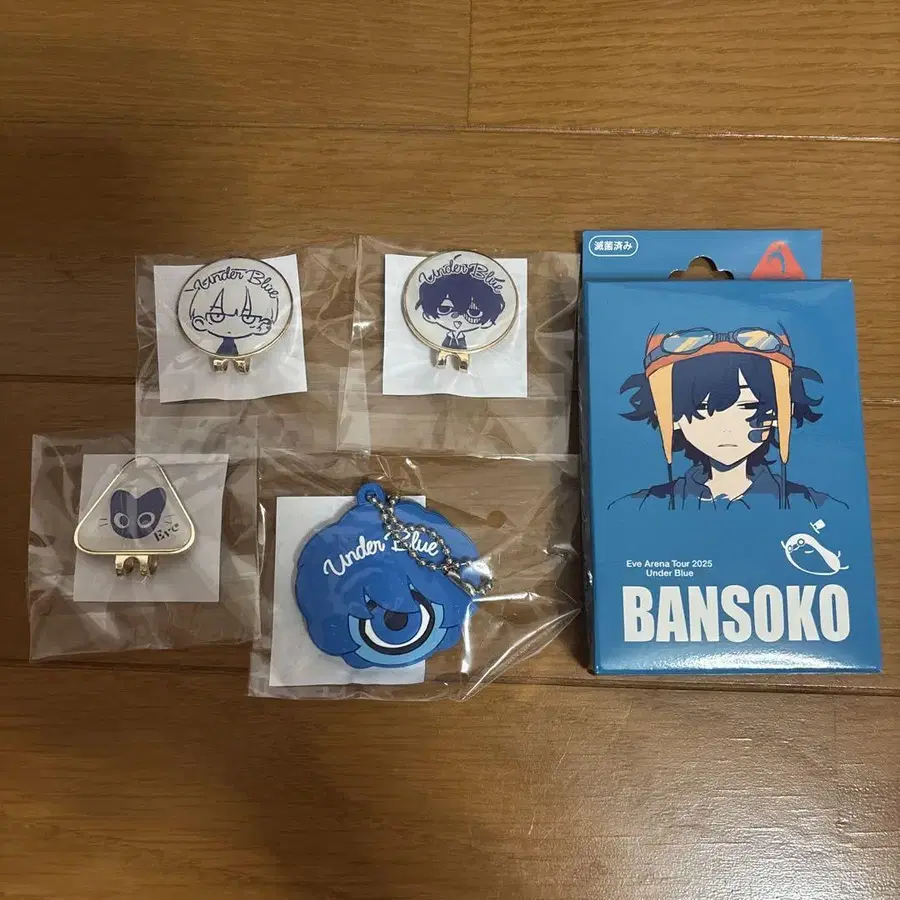 Under Blue
Under Blue
滅菌済み
Eve
Under Blue
Eve Arena Tour 2025
Under Blue
BANSOKO